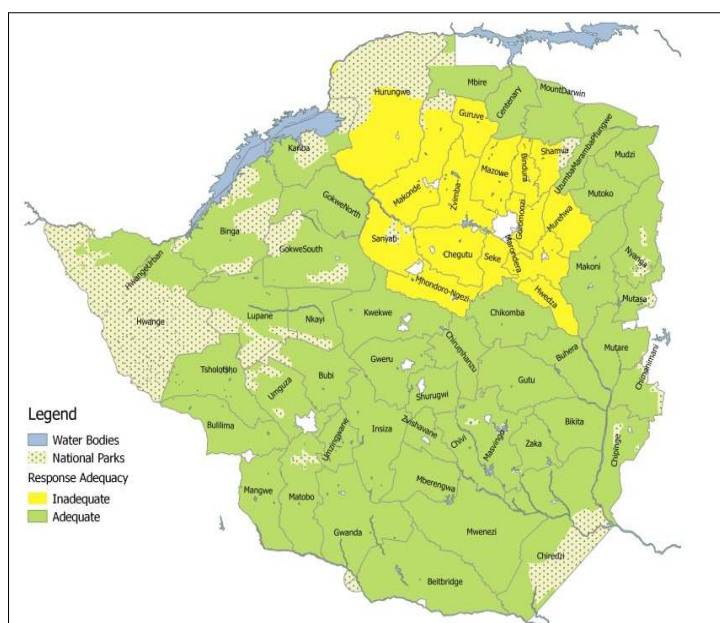 Mbire
Centenary
MountDarwin
Hurungwe
Guruve
Kariba
Mazowe
Bindura
Shamva
UzumbaMarambaPfungwe
Mudzi
Makonde
Zvimba
Goromonzi
Murehwa
Mutoko
GokweNorth
Sanyati
Chegutu
Seke
Marondera
Binga
GokweSouth
Mhondoro-Ngezi
Hwedza
Makoni
Nyanga
HwangeUrban
Mutasa
Hwange
Lupane
Nkayi
Kwekwe
Chikomba
Buhera
Mutare
Chimanimani
Tsholotsho
Umguza
Bubi
Gweru
Chirumhanzu
Gutu
Shurugwi
Legend
Water Bodies
National Parks
Response Adequacy
Inadequate
Adequate
Bulilima
Umzingwane
Insiza
Zvishavane
Chivi
Masvingo
Zaka
Bikita
Chipinge
Mangwe
Matobo
Mberengwa
Gwanda
Mwenezi
Chiredzi
Beitbridge